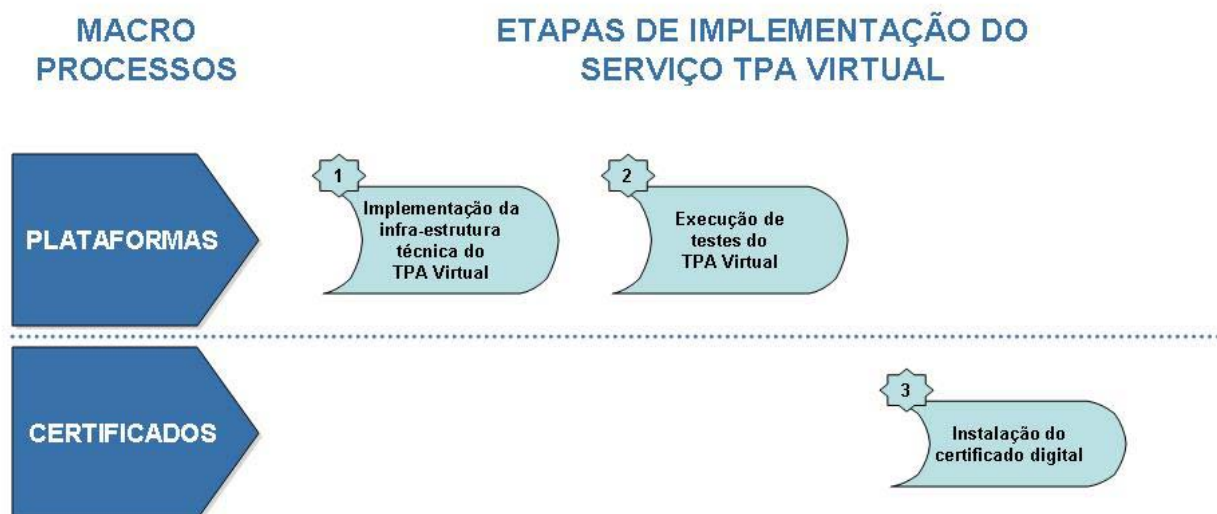 MACRO
PROCESSOS
ETAPAS DE IMPLEMENTAÇÃO DO
SERVIÇO TPA VIRTUAL
PLATAFORMAS
1
Implementação da
infra-estrutura
técnica do
TPA Virtual
2
Execução de
testes do
TPA Virtual
CERTIFICADOS
3
Instalação do
certificado digital